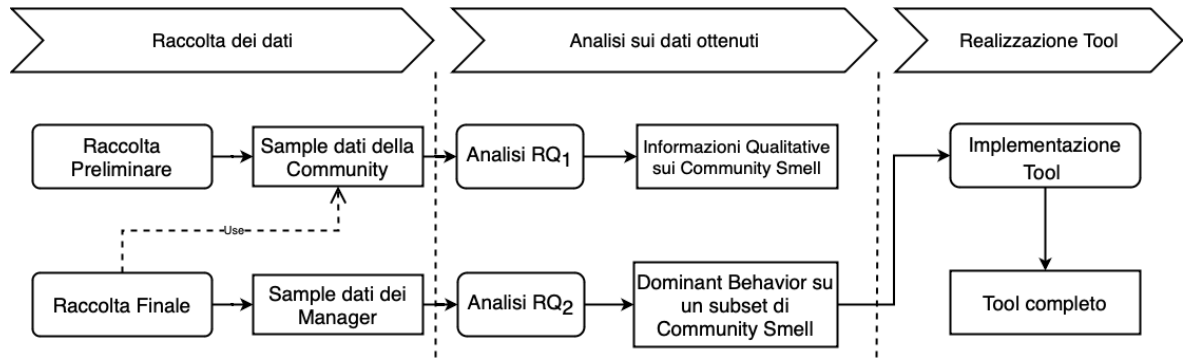 Raccolta dei dati
Analisi sui dati ottenuti
Realizzazione Tool
Raccolta
Preliminare
Sample dati della
Community
Analisi RQ1
Informazioni Qualitative
sui Community Smell
Implementazione
Tool
Use
Raccolta Finale
Sample dati dei
Manager
Analisi RQ2
Dominant Behavior su
un subset di
Community Smell
Tool completo